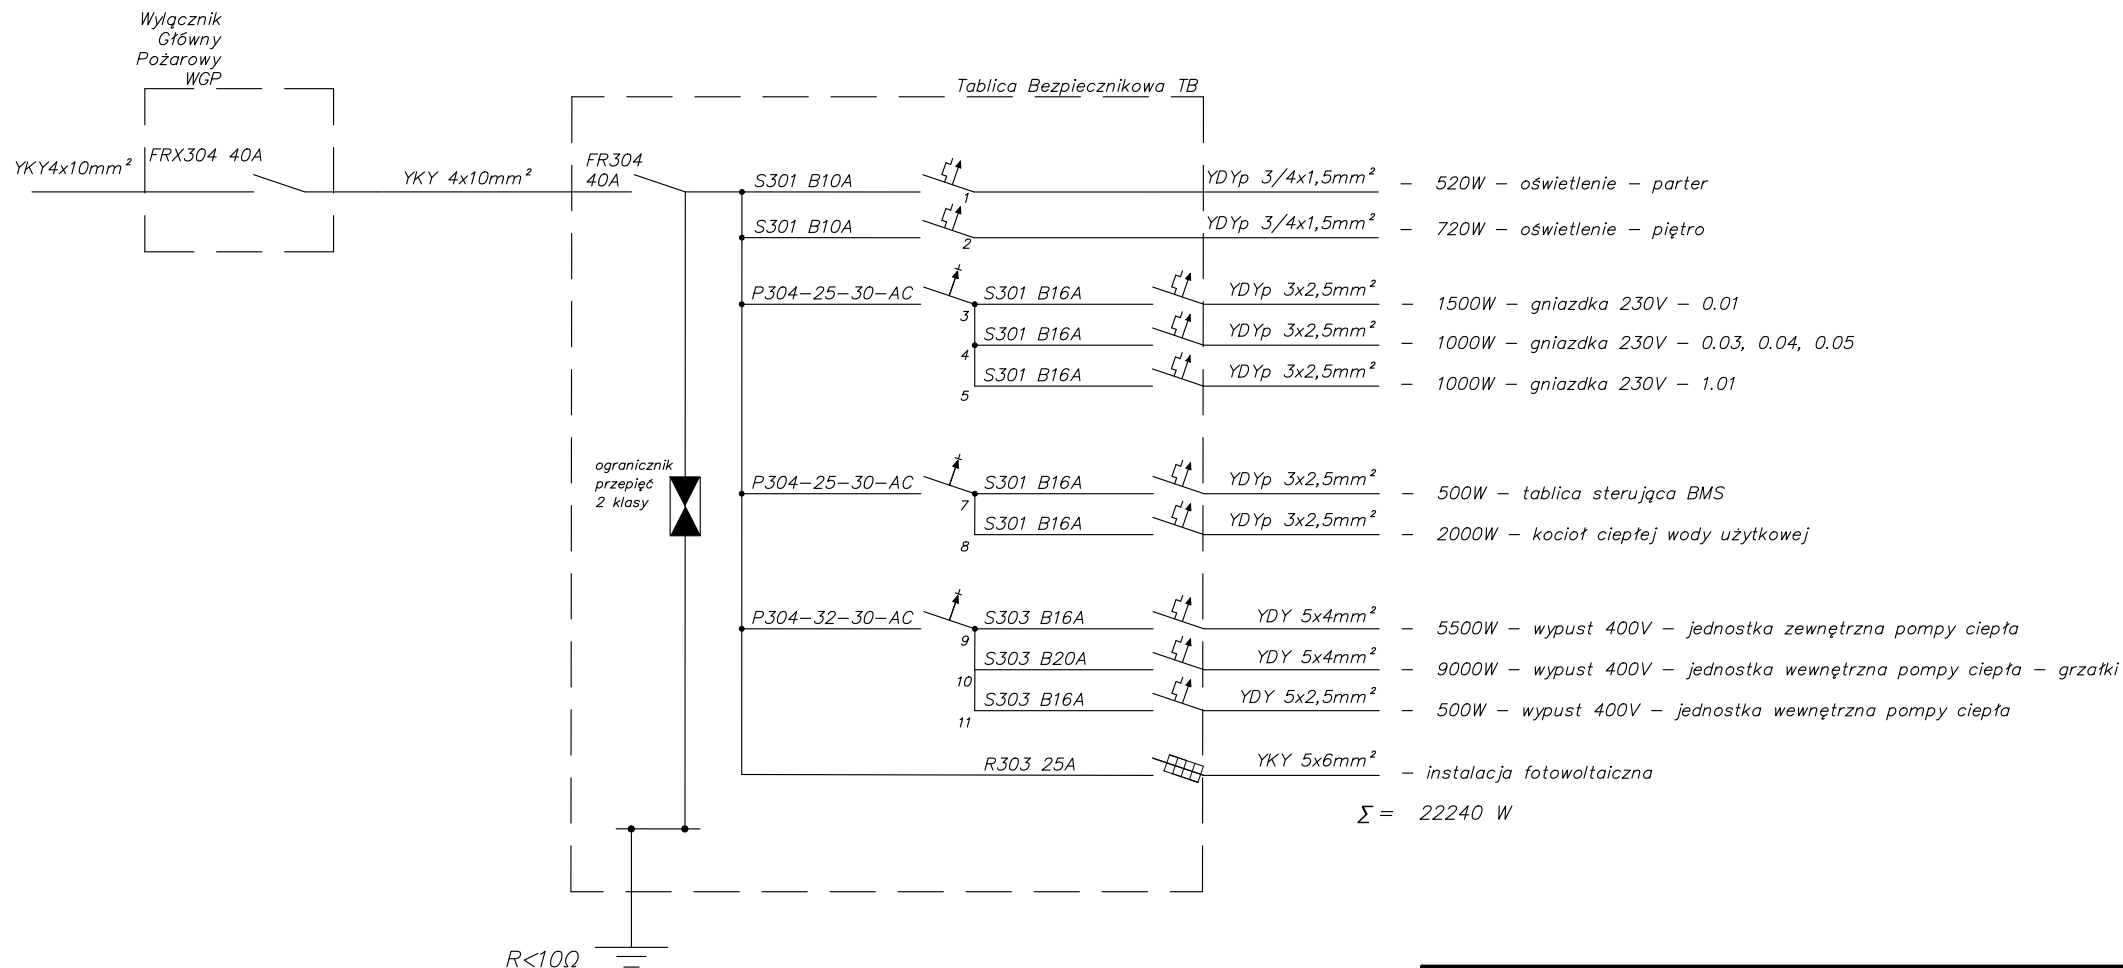 Wyłącznik
Główny
Pożarowy
WGP
Tablica Bezpiecznikowa TB
YKY4x10mm²
FRX304 40A
YKY 4x10mm²
FR304
40A
S301 B10A
1
YDYp 3/4x1,5mm²
– 520W – oświetlenie – parter
S301 B10A
2
YDYp 3/4x1,5mm²
– 720W – oświetlenie – piętro
P304-25-30-AC
3
S301 B16A
YDYp 3x2,5mm²
– 1500W – gniazdka 230V – 0.01
4
S301 B16A
YDYp 3x2,5mm²
– 1000W – gniazdka 230V – 0.03, 0.04, 0.05
5
S301 B16A
YDYp 3x2,5mm²
– 1000W – gniazdka 230V – 1.01
ogranicznik
przepięć
2 klasy
P304-25-30-AC
7
S301 B16A
YDYp 3x2,5mm²
– 500W – tablica sterująca BMS
8
S301 B16A
YDYp 3x2,5mm²
– 2000W – kocioł ciepłej wody użytkowej
P304-32-30-AC
9
S303 B16A
YDY 5x4mm²
– 5500W – wypust 400V – jednostka zewnętrzna pompy ciepła
10
S303 B20A
YDY 5x4mm²
– 9000W – wypust 400V – jednostka wewnętrzna pompy ciepła – grzałki
11
S303 B16A
YDY 5x2,5mm²
– 500W – wypust 400V – jednostka wewnętrzna pompy ciepła
R303 25A
YKY 5x6mm²
– instalacja fotowoltaiczna
Σ = 22240 W
R<10Ω